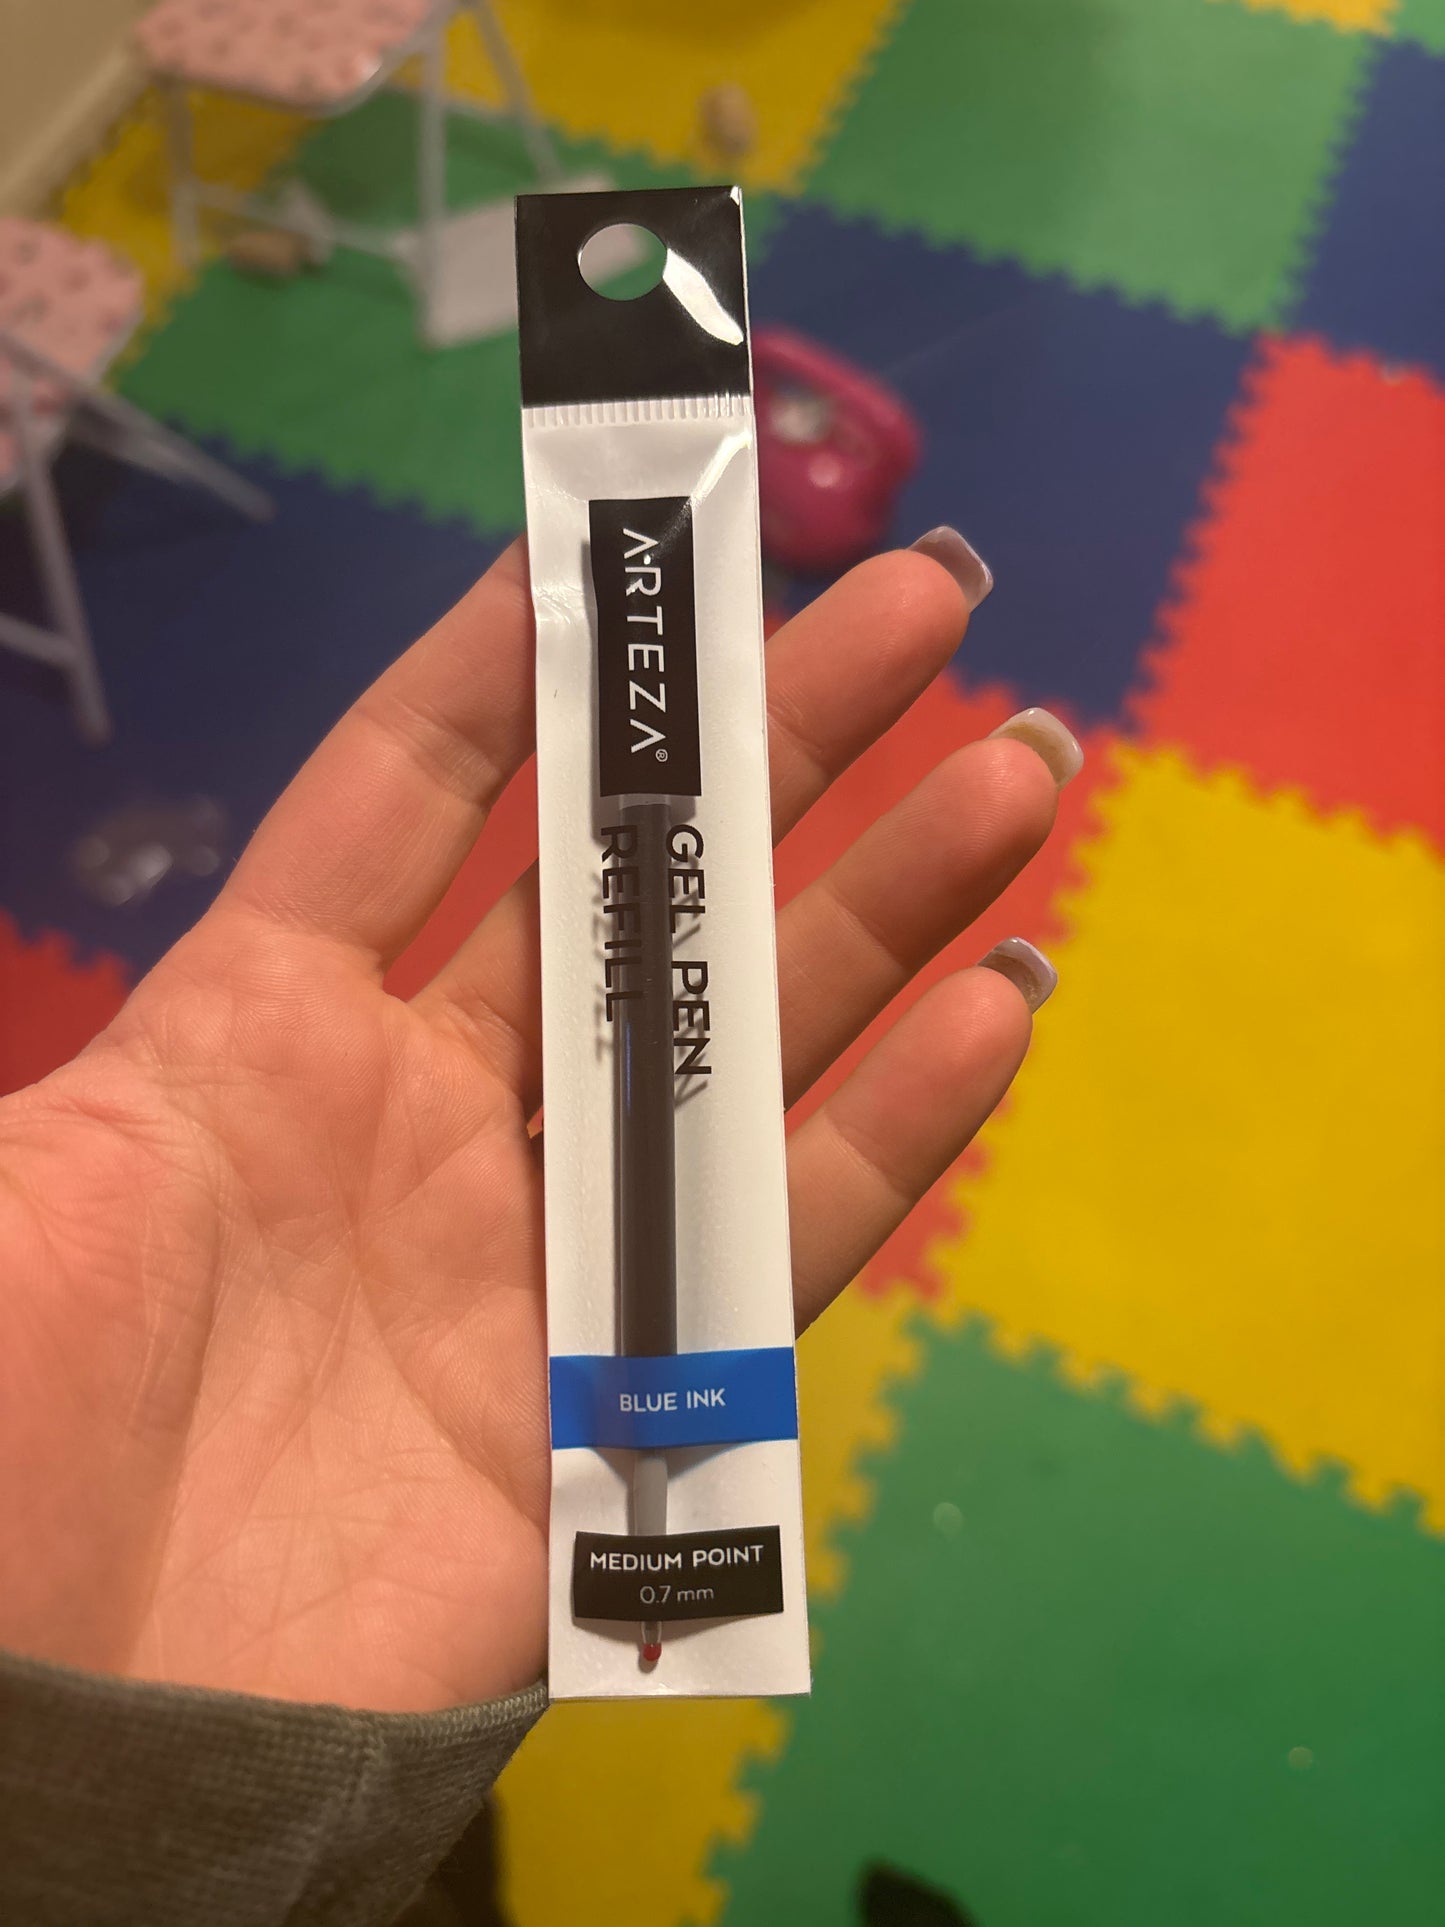 ARTEZA®
GEL PEN
REFILL
BLUE INK
MEDIUM POINT
0.7 mm